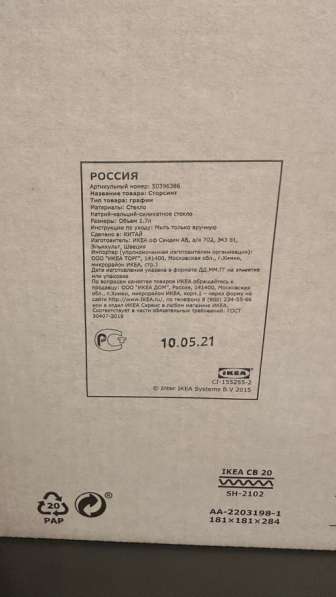 РОССИЯ
Артикульный номер: 50396386
Название товара: Сторсинт
Тип товара: графин
Материалы: Стекло
Натрий-кальций-силикатное стекло
Размеры: Объем 1.7л
Инструкции по уходу: Мыть только вручную
Сделано в: КИТАЙ
Изготовитель: ИКЕА оф Свиден АБ, а/я 702, ЭМЗ 81,
Эльмхульт, Швеция
Импортер (уполномоченная изготовителем организация):
ООО "ИКЕА ТОРГ", 141400, Московская обл., г.Химки,
микрорайон ИКЕА, стр.1
Дата изготовления указана в формате ДД.ММ.ГГ на этикетке
или упаковке
По вопросам качества товаров ИКЕА обращайтесь к
продавцу: ООО "ИКЕА ДОМ", Россия, 141400, Московская
обл., г.Химки, микрорайон ИКЕА, корп.1 - через форму на
сайте http://www.IKEA.ru/, по телефону 8 (800) 234-55-66
или в отдел ИКЕА Сервис в любом магазине ИКЕА.
Соответствует в части обязательных требований: ГОСТ
30407-2019
РС
10.05.21
IKEA
CI-155255-2
© Inter IKEA Systems B.V 2015
IKEA CB 20
SH-2102
20
PAP
AA-2203198-1
181×181×284